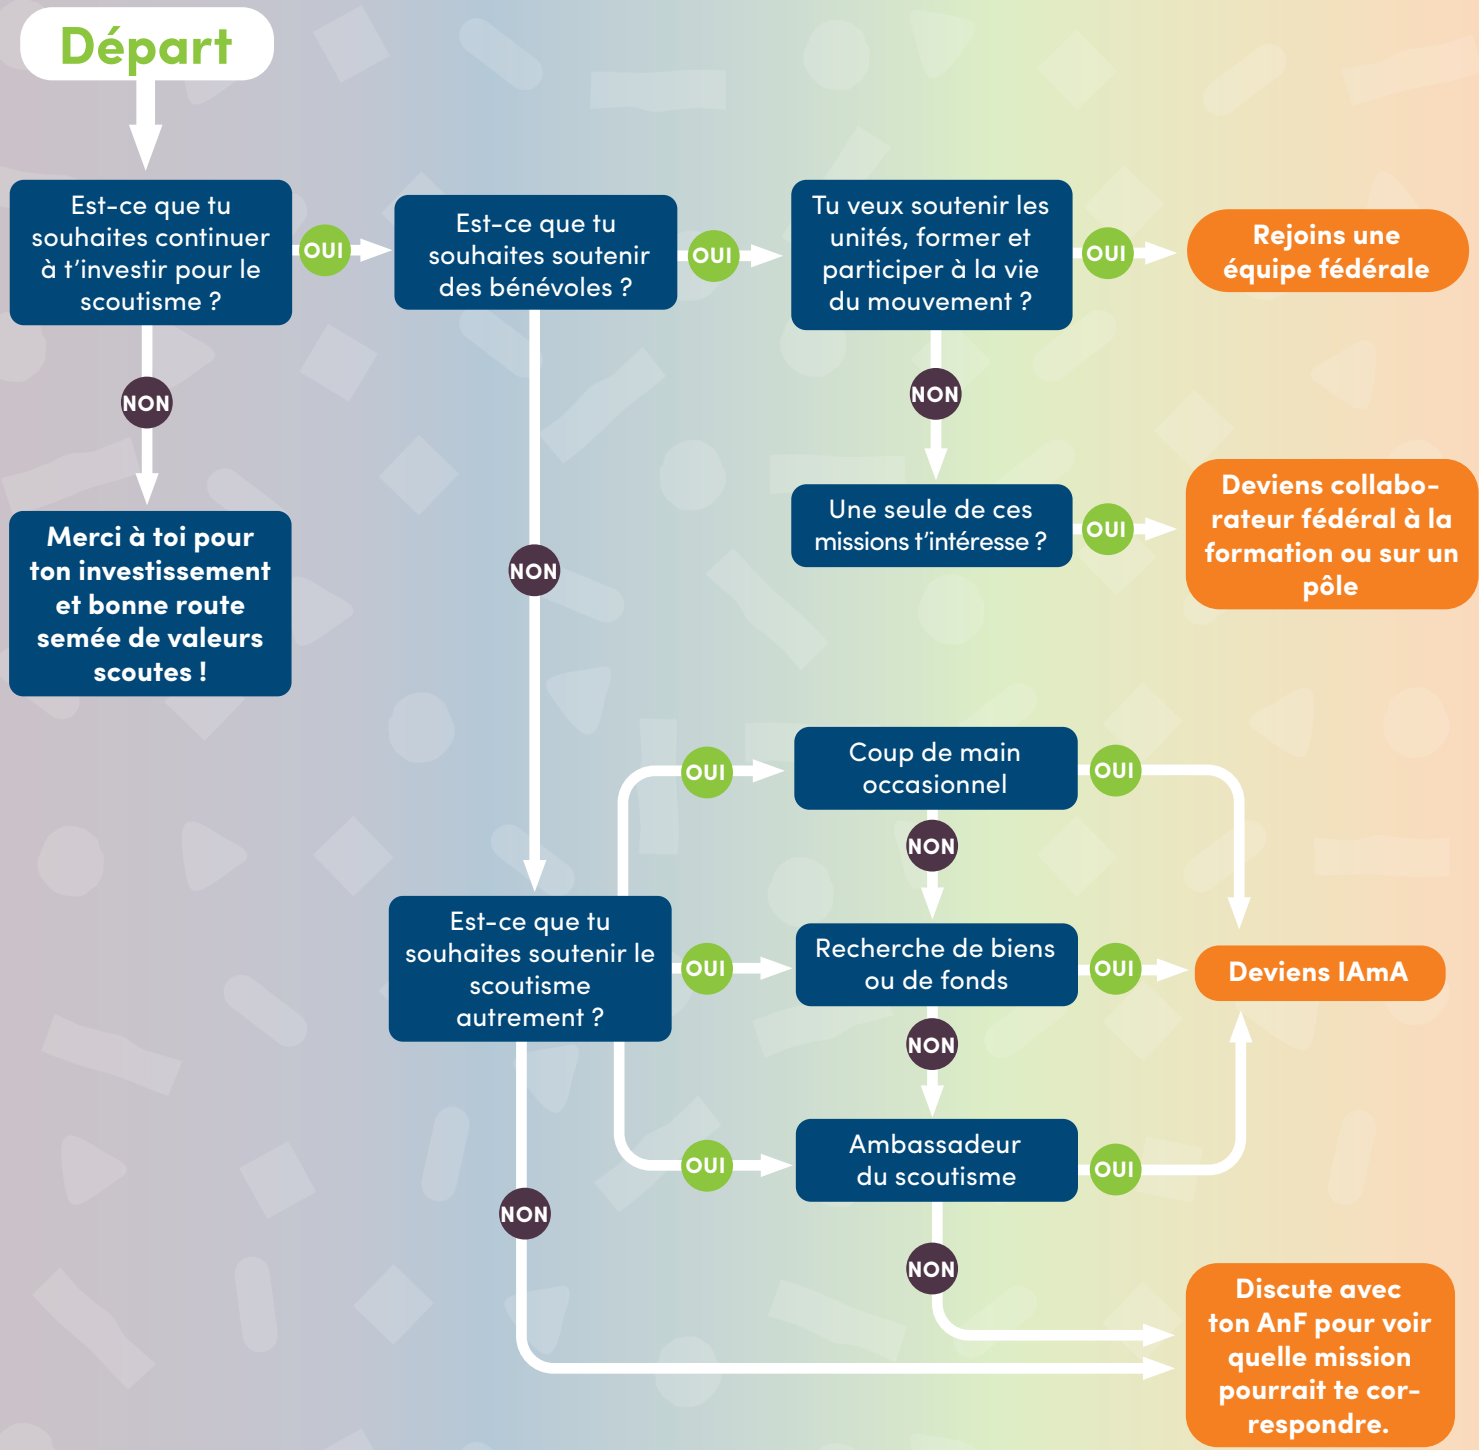 Départ
Est-ce que tu
souhaites continuer
à t'investir pour le
scoutisme ?
OUI
Est-ce que tu
souhaites soutenir
des bénévoles ?
OUI
Tu veux soutenir les
unités, former et
participer à la vie
du mouvement ?
OUI
Rejoins une
équipe fédérale
NON
Merci à toi pour
ton investissement
et bonne route
semée de valeurs
scoutes !
NON
NON
Une seule de ces
missions t'intéresse ?
OUI
Deviens collabo-
rateur fédéral à la
formation ou sur un
pôle
Est-ce que tu
souhaites soutenir le
scoutisme
autrement ?
OUI
Coup de main
occasionnel
OUI
NON
OUI
Recherche de biens
ou de fonds
OUI
Deviens IAmA
NON
OUI
Ambassadeur
du scoutisme
OUI
NON
NON
Discute avec
ton AnF pour voir
quelle mission
pourrait te cor-
respondre.